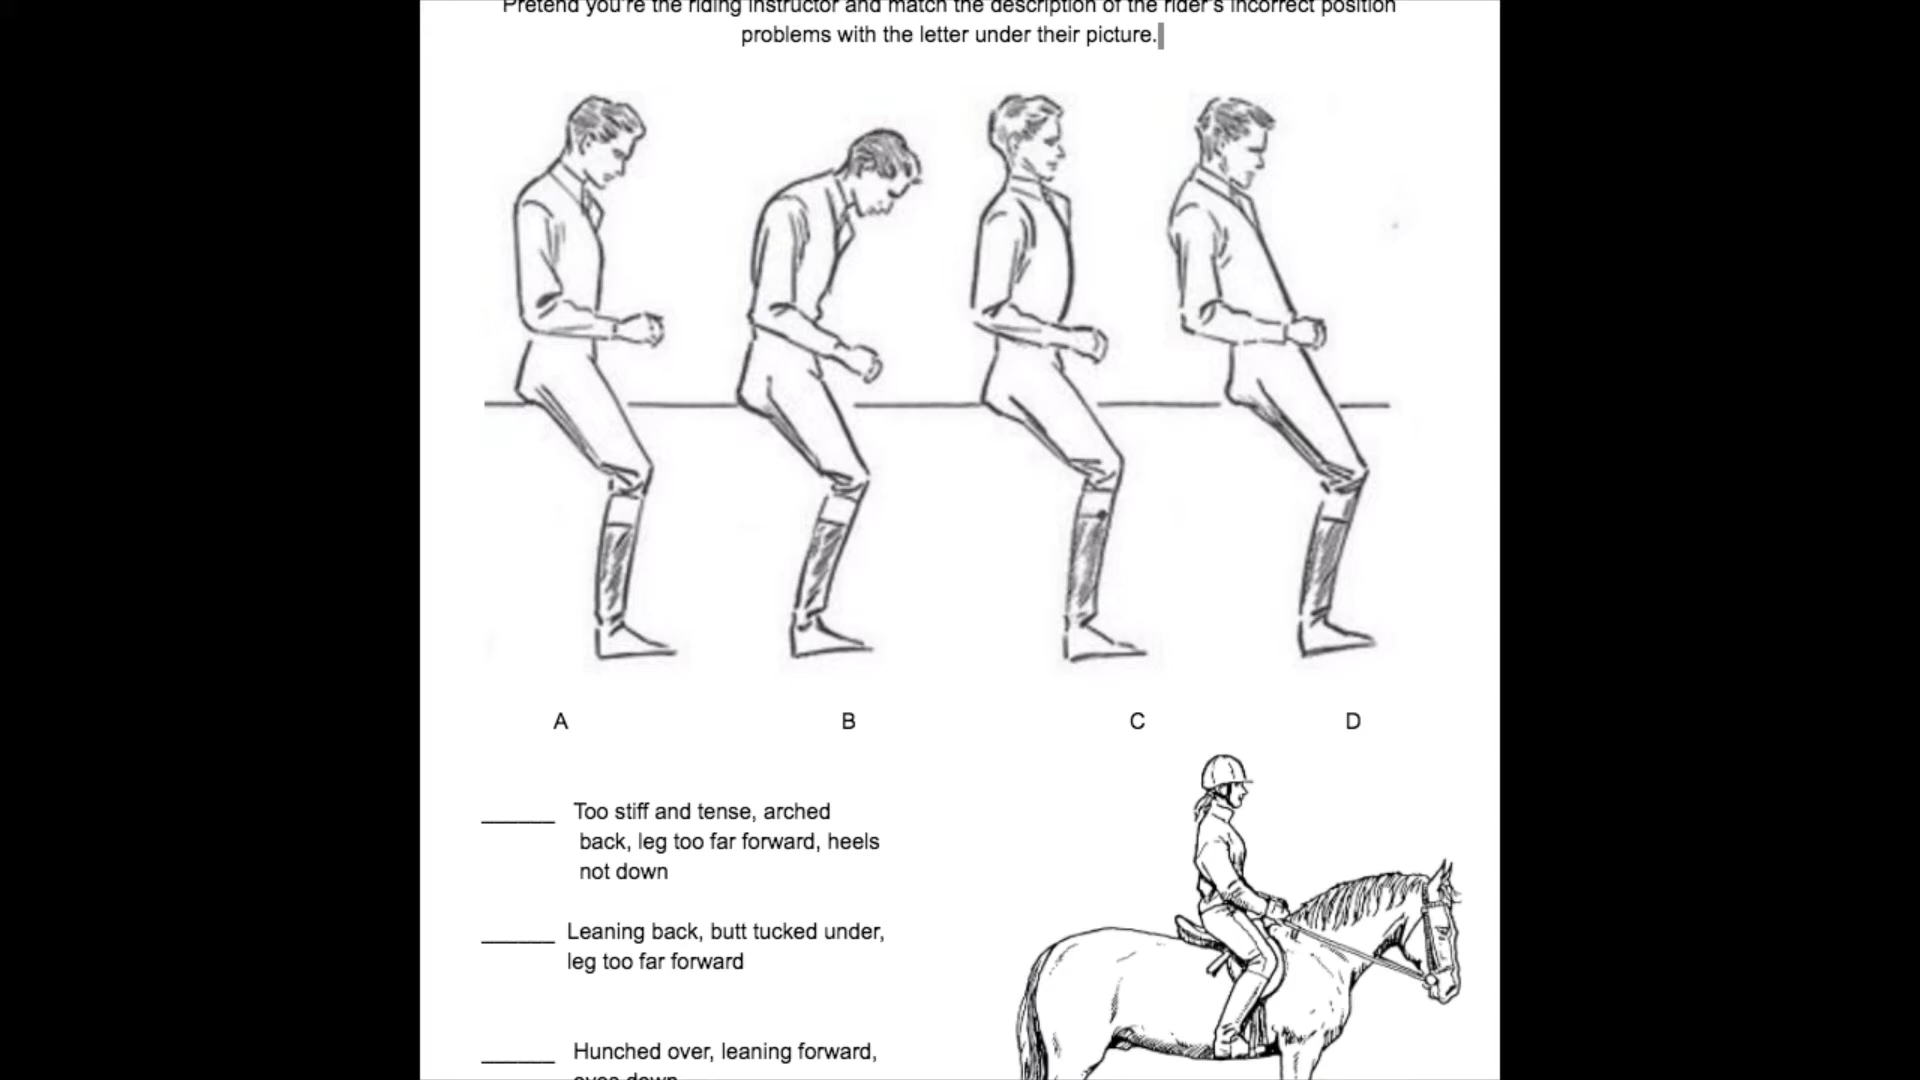 Pretend you're the riding instructor and match the description of the rider's incorrect position
problems with the letter under their picture.
A B C D
______ Too stiff and tense, arched
back, leg too far forward, heels
not down
______ Leaning back, butt tucked under,
leg too far forward
______ Hunched over, leaning forward,
eyes down